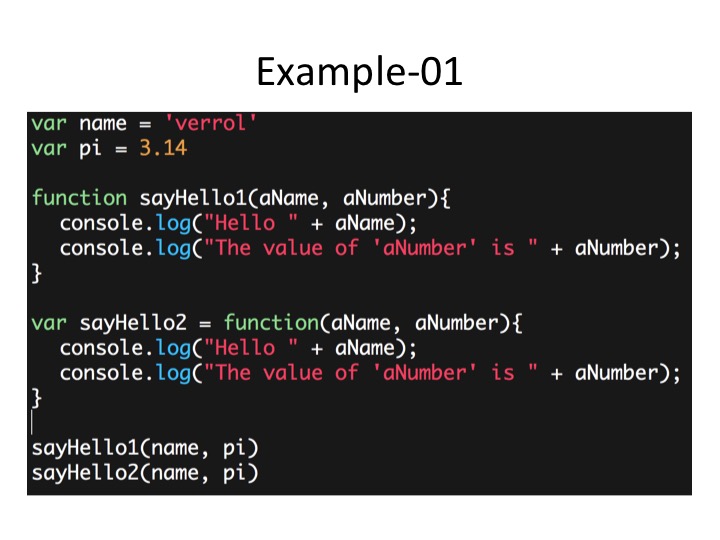 Example-01
var name = 'verrol'
var pi = 3.14
function sayHello1(aName, aNumber){
console.log("Hello " + aName);
console.log("The value of 'aNumber' is " + aNumber);
}
var sayHello2 = function(aName, aNumber){
console.log("Hello " + aName);
console.log("The value of 'aNumber' is " + aNumber);
}
sayHello1(name, pi)
sayHello2(name, pi)